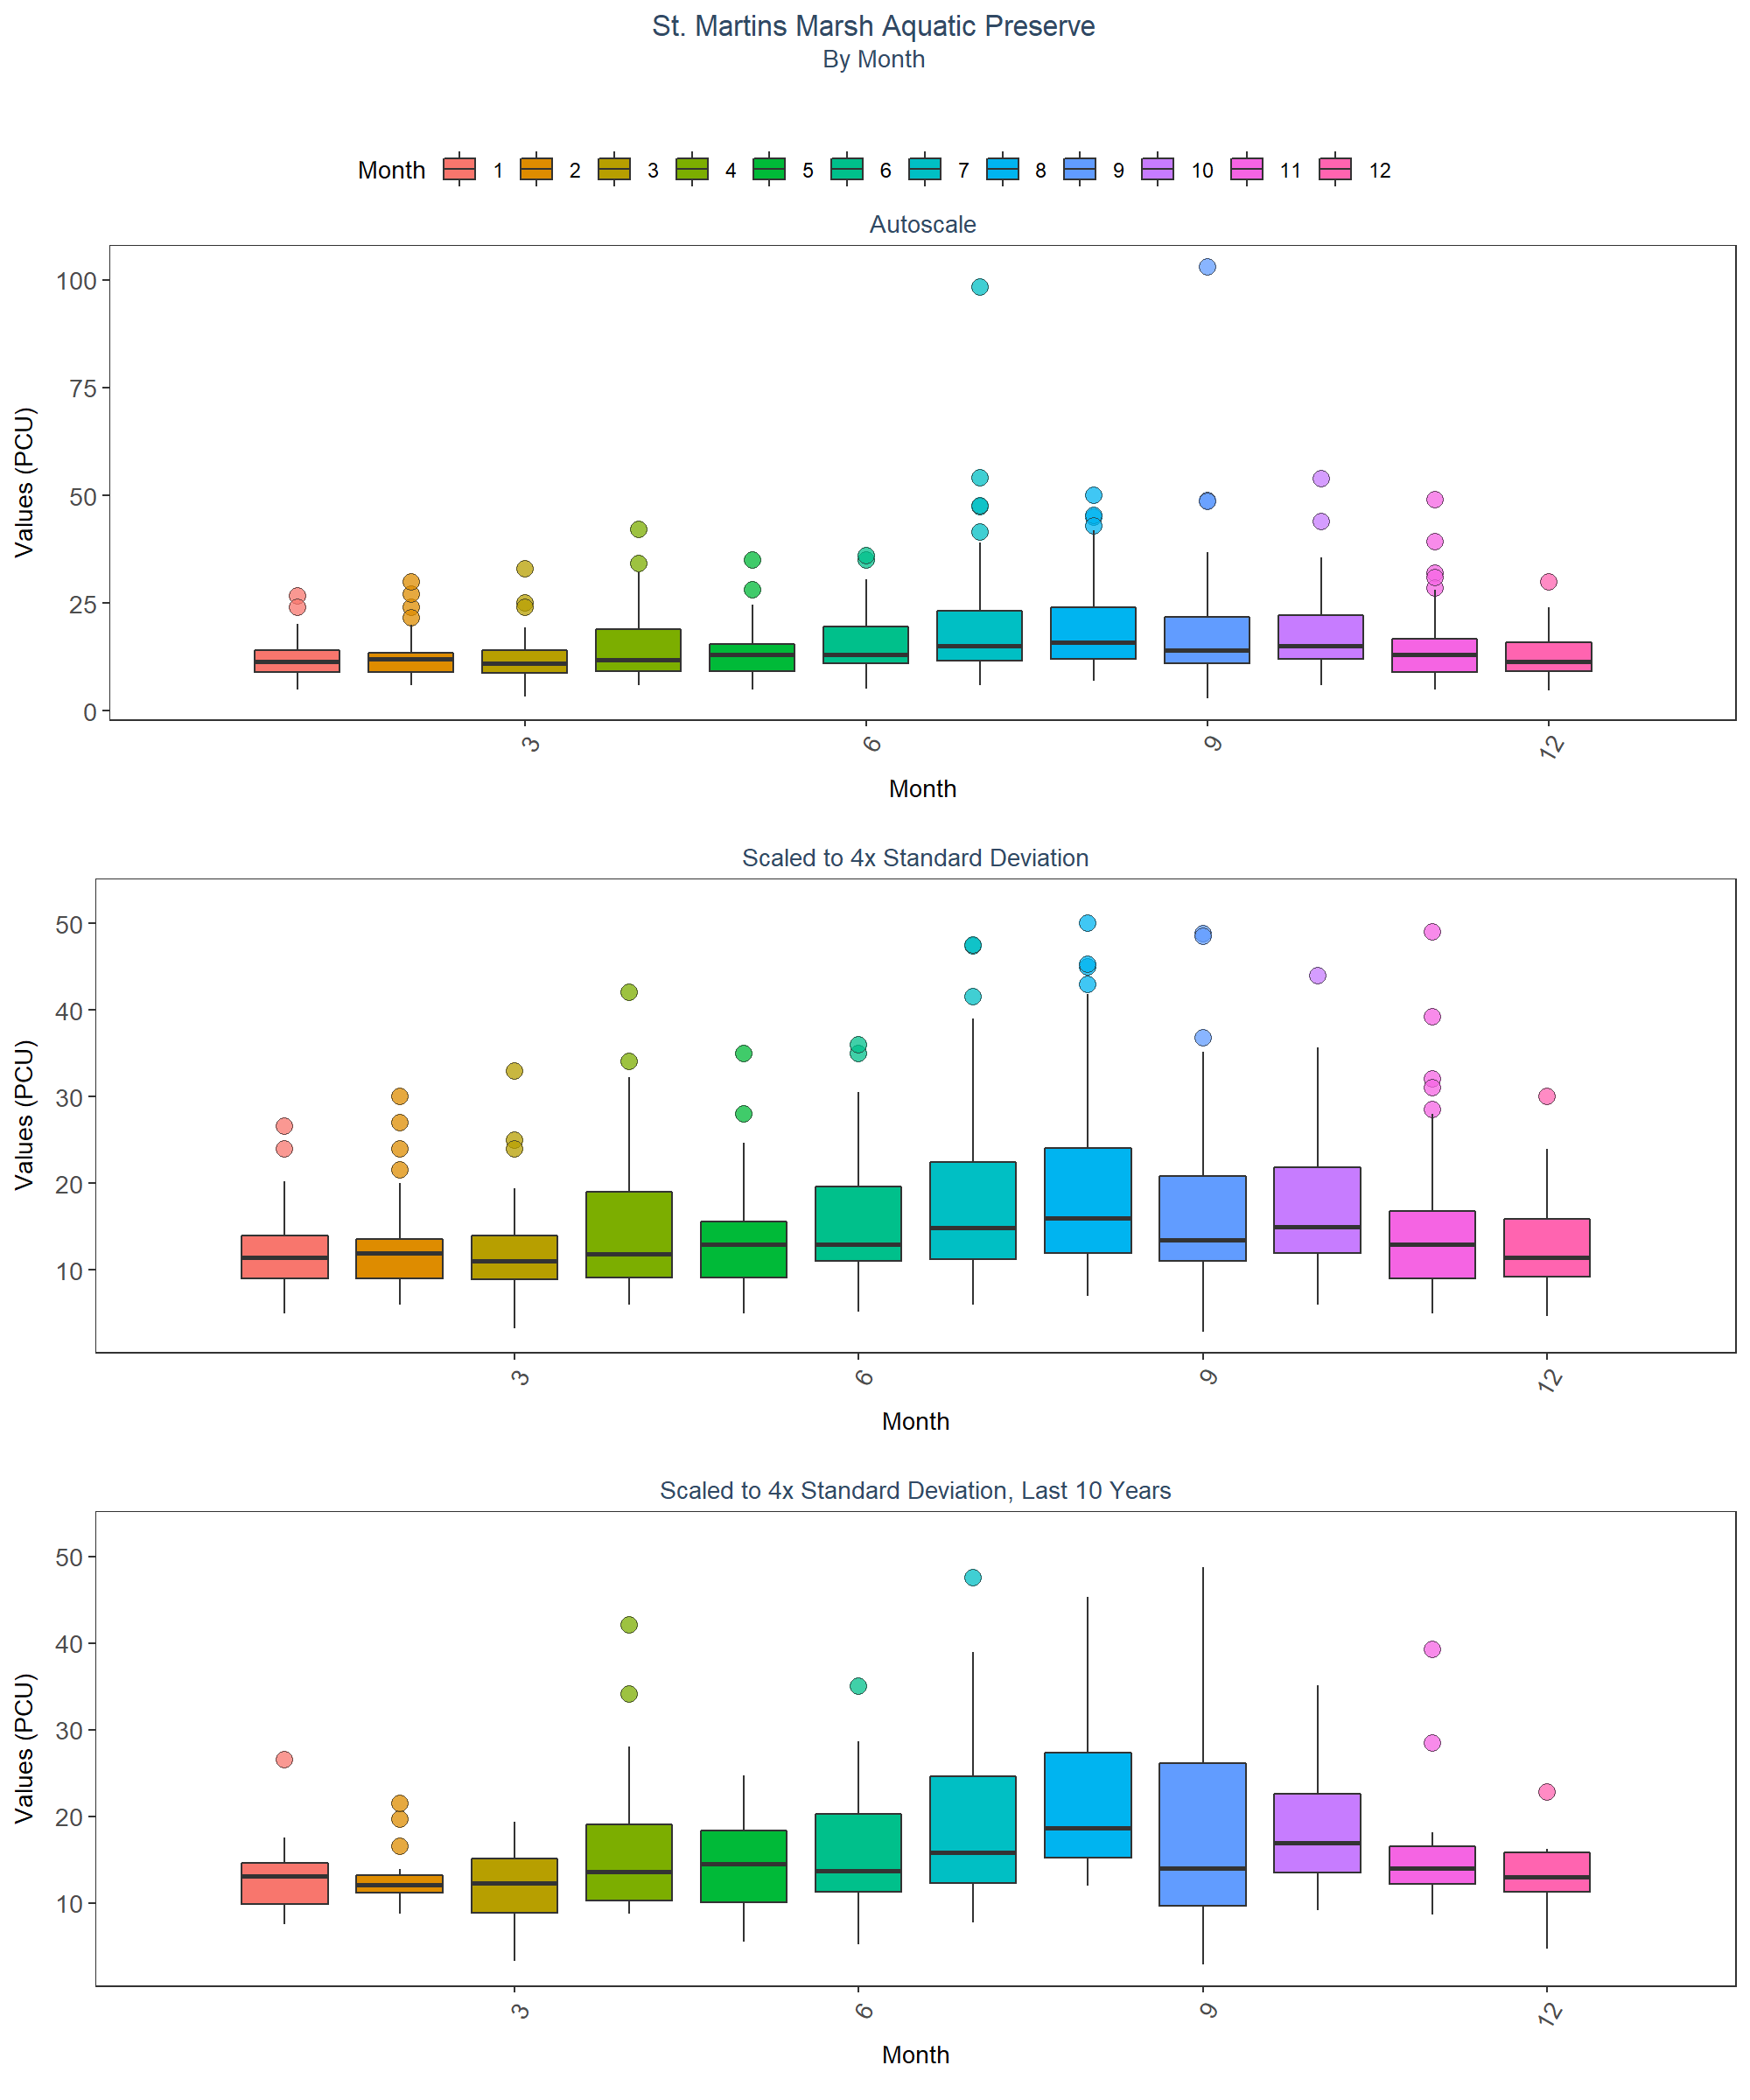 St. Martins Marsh Aquatic Preserve
By Month
Month 1 2 3 4 5 6 7 8 9 10 11 12
Autoscale
Values (PCU)
100
75
50
25
0
3 6 9 12
Month
Scaled to 4x Standard Deviation
Values (PCU)
50
40
30
20
10
3 6 9 12
Month
Scaled to 4x Standard Deviation, Last 10 Years
Values (PCU)
50
40
30
20
10
3 6 9 12
Month